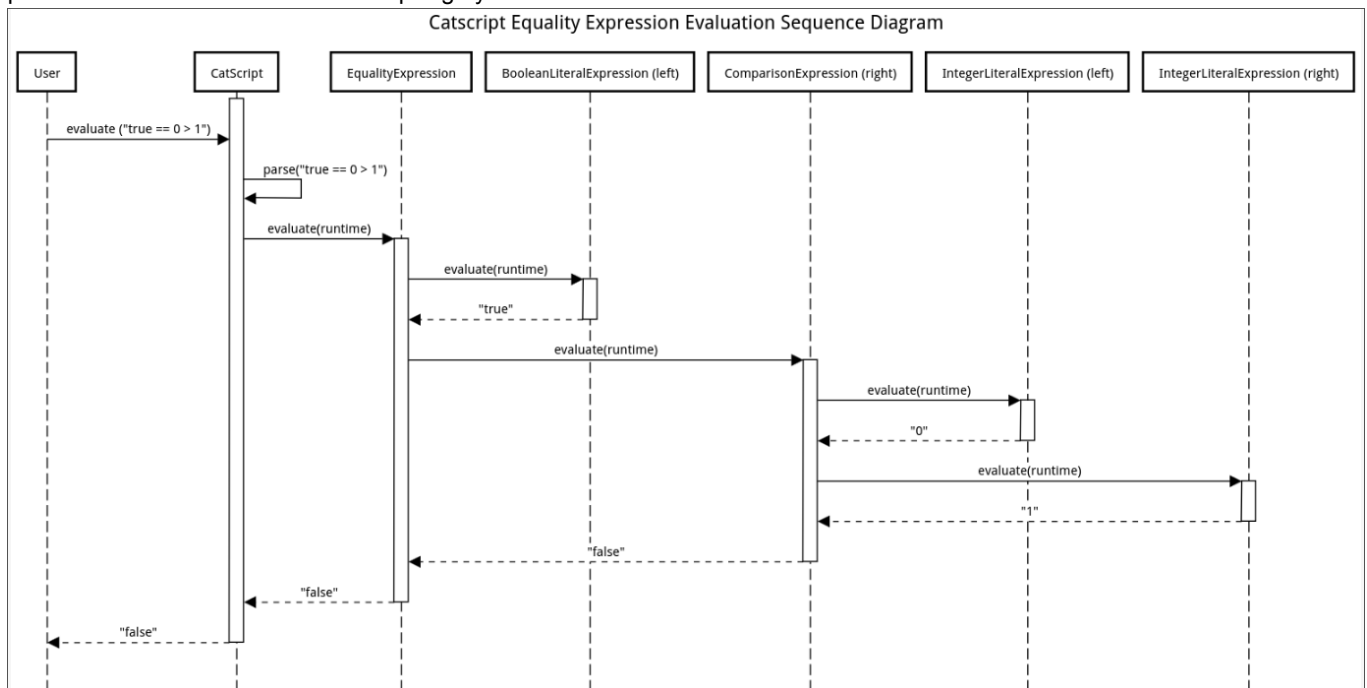 Catscript Equality Expression Evaluation Sequence Diagram
User
CatScript
EqualityExpression
BooleanLiteralExpression (left)
ComparisonExpression (right)
IntegerLiteralExpression (left)
IntegerLiteralExpression (right)
evaluate ("true == 0 > 1")
parse("true == 0 > 1")
evaluate(runtime)
evaluate(runtime)
"true"
evaluate(runtime)
evaluate(runtime)
"0"
evaluate(runtime)
"1"
"false"
"false"
"false"